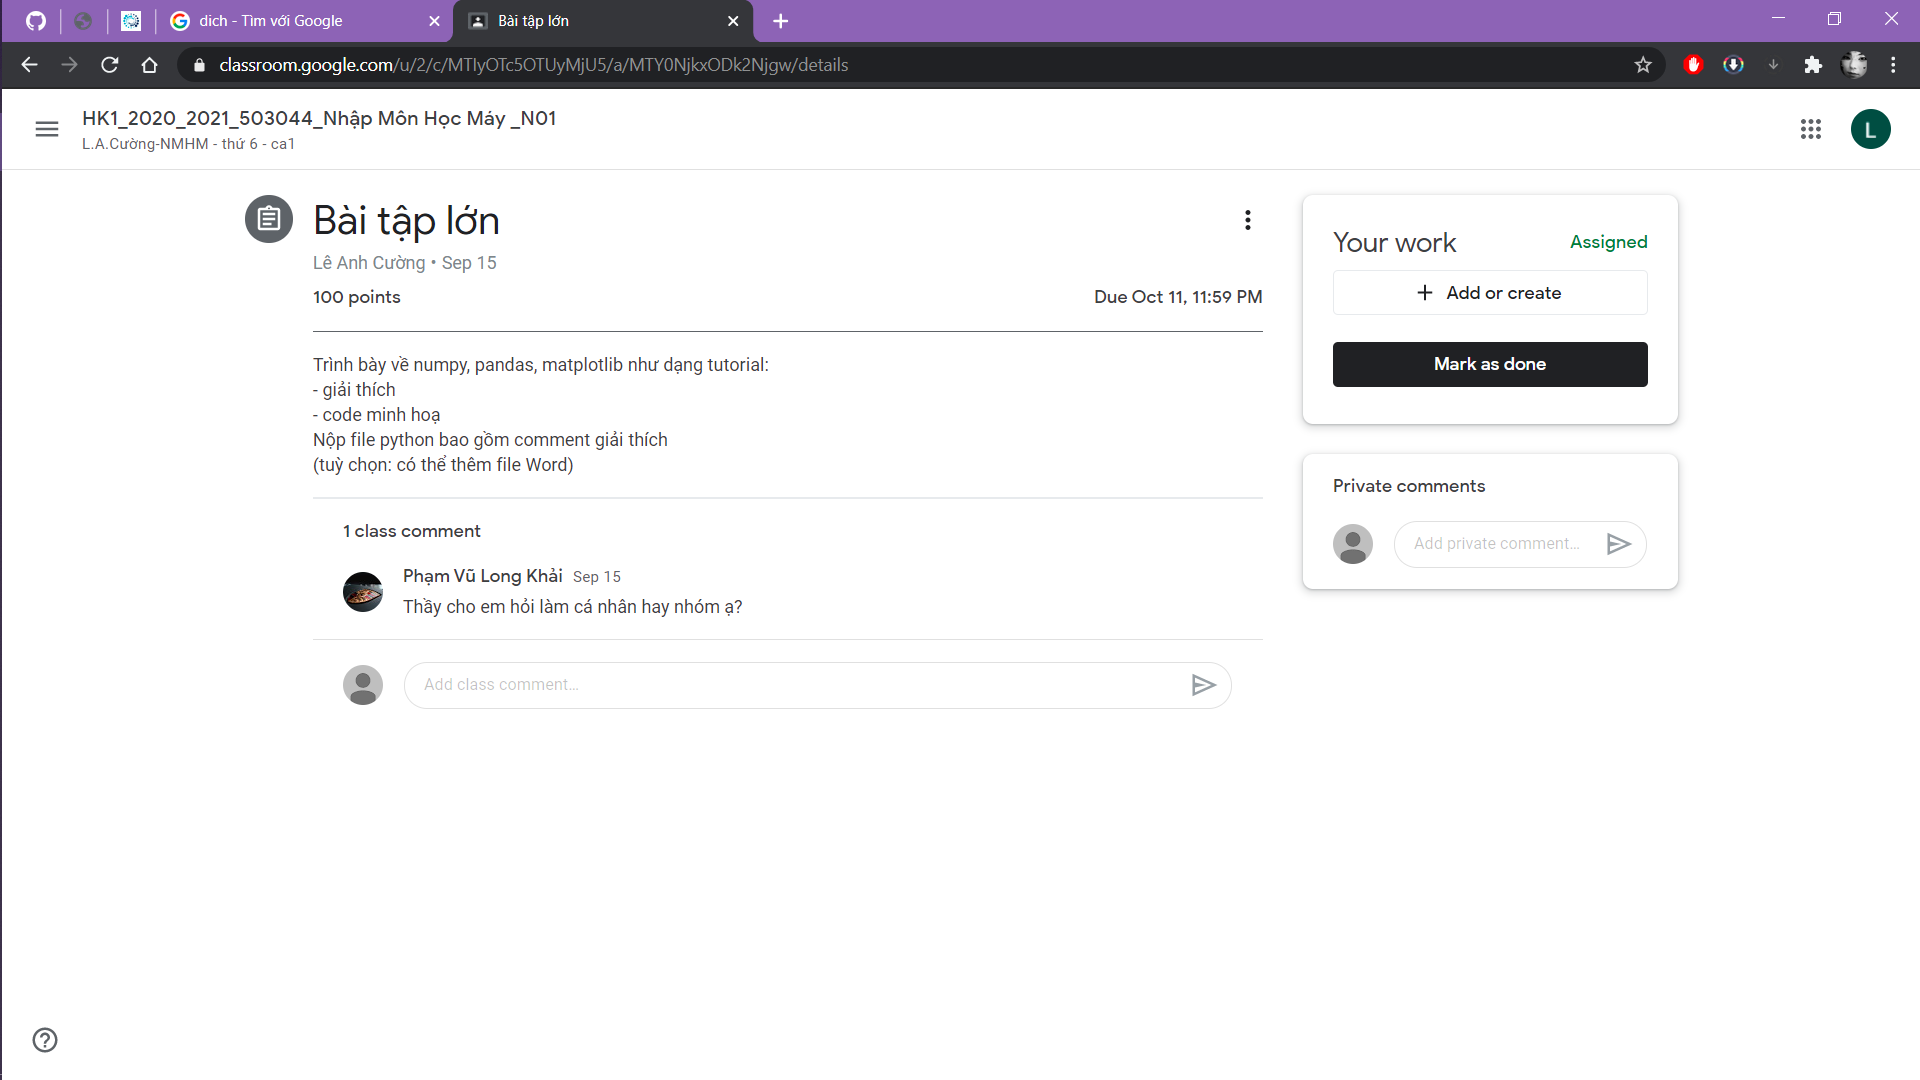 dich - Tìm với Google
Bài tập lớn
classroom.google.com/u/2/c/MTIyOTc5OTUyMjU5/a/MTY0NjkxODk2Njgw/details
HK1_2020_2021_503044_Nhập Môn Học Máy _N01
L.A.Cường-NMHM - thứ 6 - ca1
L
Bài tập lớn
Lê Anh Cường • Sep 15
100 points
Due Oct 11, 11:59 PM
Trình bày về numpy, pandas, matplotlib như dạng tutorial:
- giải thích
- code minh hoạ
Nộp file python bao gồm comment giải thích
(tuỳ chọn: có thể thêm file Word)
1 class comment
Phạm Vũ Long Khải Sep 15
Thầy cho em hỏi làm cá nhân hay nhóm ạ?
Add class comment...
Your work
Assigned
+ Add or create
Mark as done
Private comments
Add private comment...